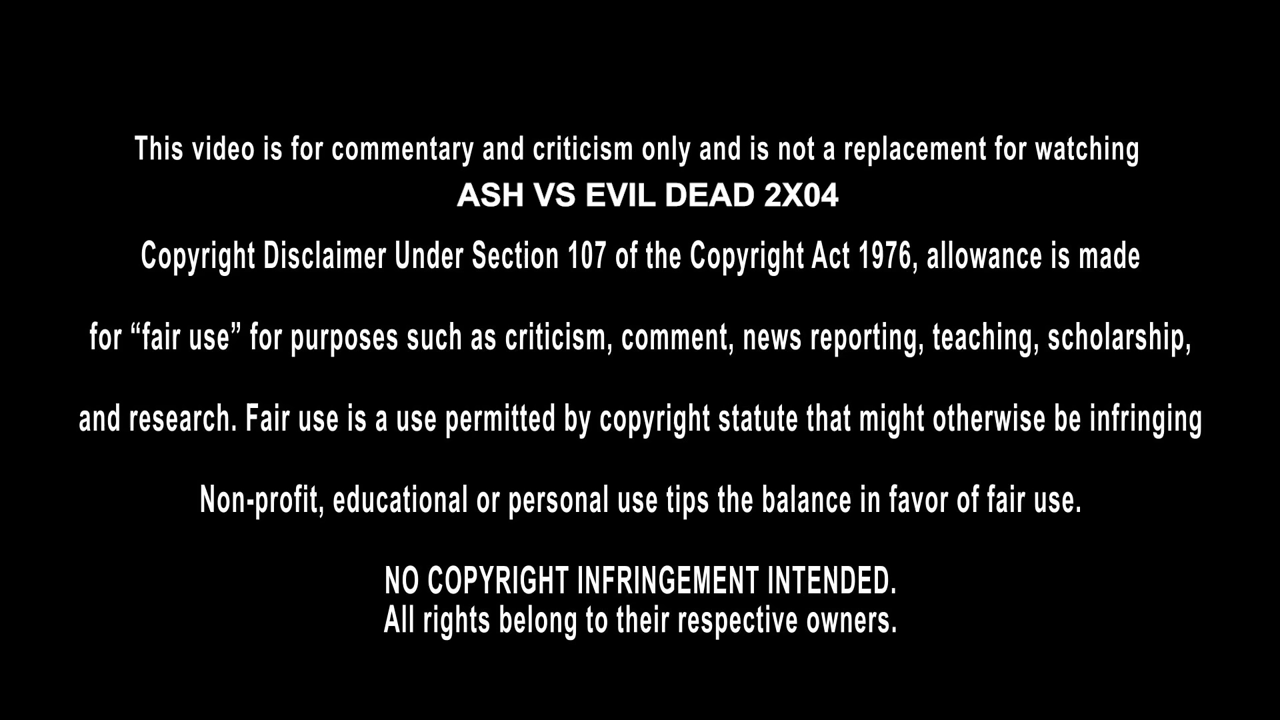 This video is for commentary and criticism only and is not a replacement for watching
ASH VS EVIL DEAD 2X04
Copyright Disclaimer Under Section 107 of the Copyright Act 1976, allowance is made
for “fair use” for purposes such as criticism, comment, news reporting, teaching, scholarship,
and research. Fair use is a use permitted by copyright statute that might otherwise be infringing
Non-profit, educational or personal use tips the balance in favor of fair use.
NO COPYRIGHT INFRINGEMENT INTENDED.
All rights belong to their respective owners.